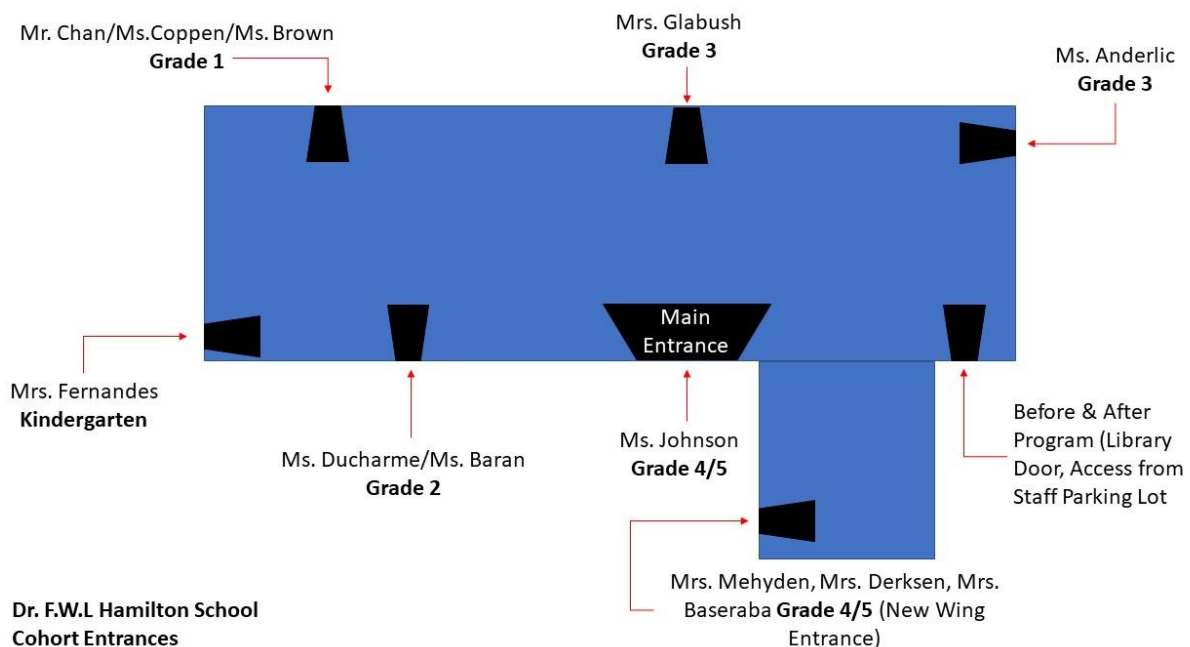 Mr. Chan/Ms.Coppen/Ms. Brown
Grade 1
Mrs. Glabush
Grade 3
Ms. Anderlic
Grade 3
Main
Entrance
Mrs. Fernandes
Kindergarten
Ms. Ducharme/Ms. Baran
Grade 2
Ms. Johnson
Grade 4/5
Before & After
Program (Library
Door, Access from
Staff Parking Lot
Mrs. Mehyden, Mrs. Derksen, Mrs.
Baseraba Grade 4/5 (New Wing
Entrance)
Dr. F.W.L Hamilton School
Cohort Entrances